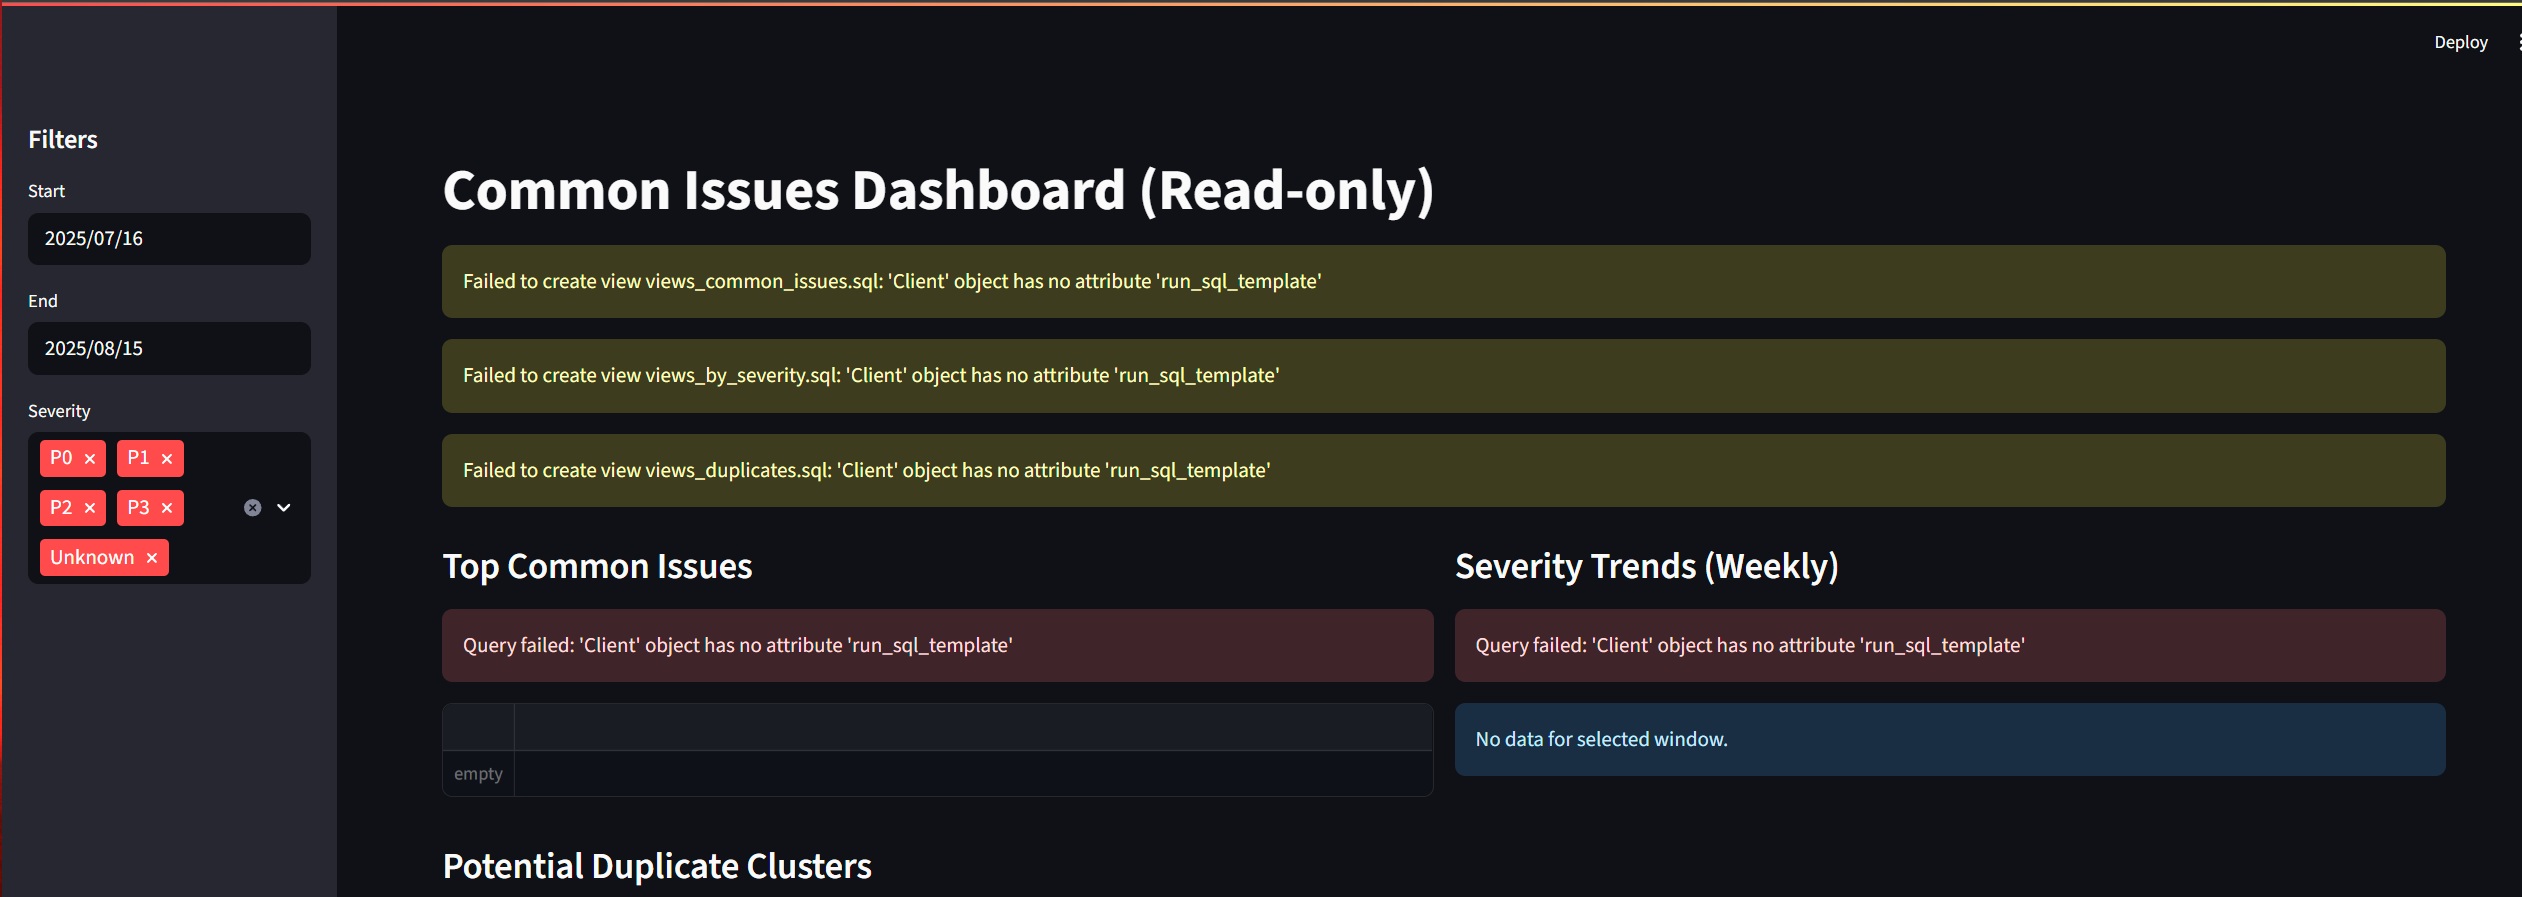 Deploy
Filters
Start
2025/07/16
End
2025/08/15
Severity
P0 × P1 ×
P2 × P3 ×
Unknown ×
Common Issues Dashboard (Read-only)
Failed to create view views_common_issues.sql: 'Client' object has no attribute 'run_sql_template'
Failed to create view views_by_severity.sql: 'Client' object has no attribute 'run_sql_template'
Failed to create view views_duplicates.sql: 'Client' object has no attribute 'run_sql_template'
Top Common Issues
Query failed: 'Client' object has no attribute 'run_sql_template'
empty
Severity Trends (Weekly)
Query failed: 'Client' object has no attribute 'run_sql_template'
No data for selected window.
Potential Duplicate Clusters